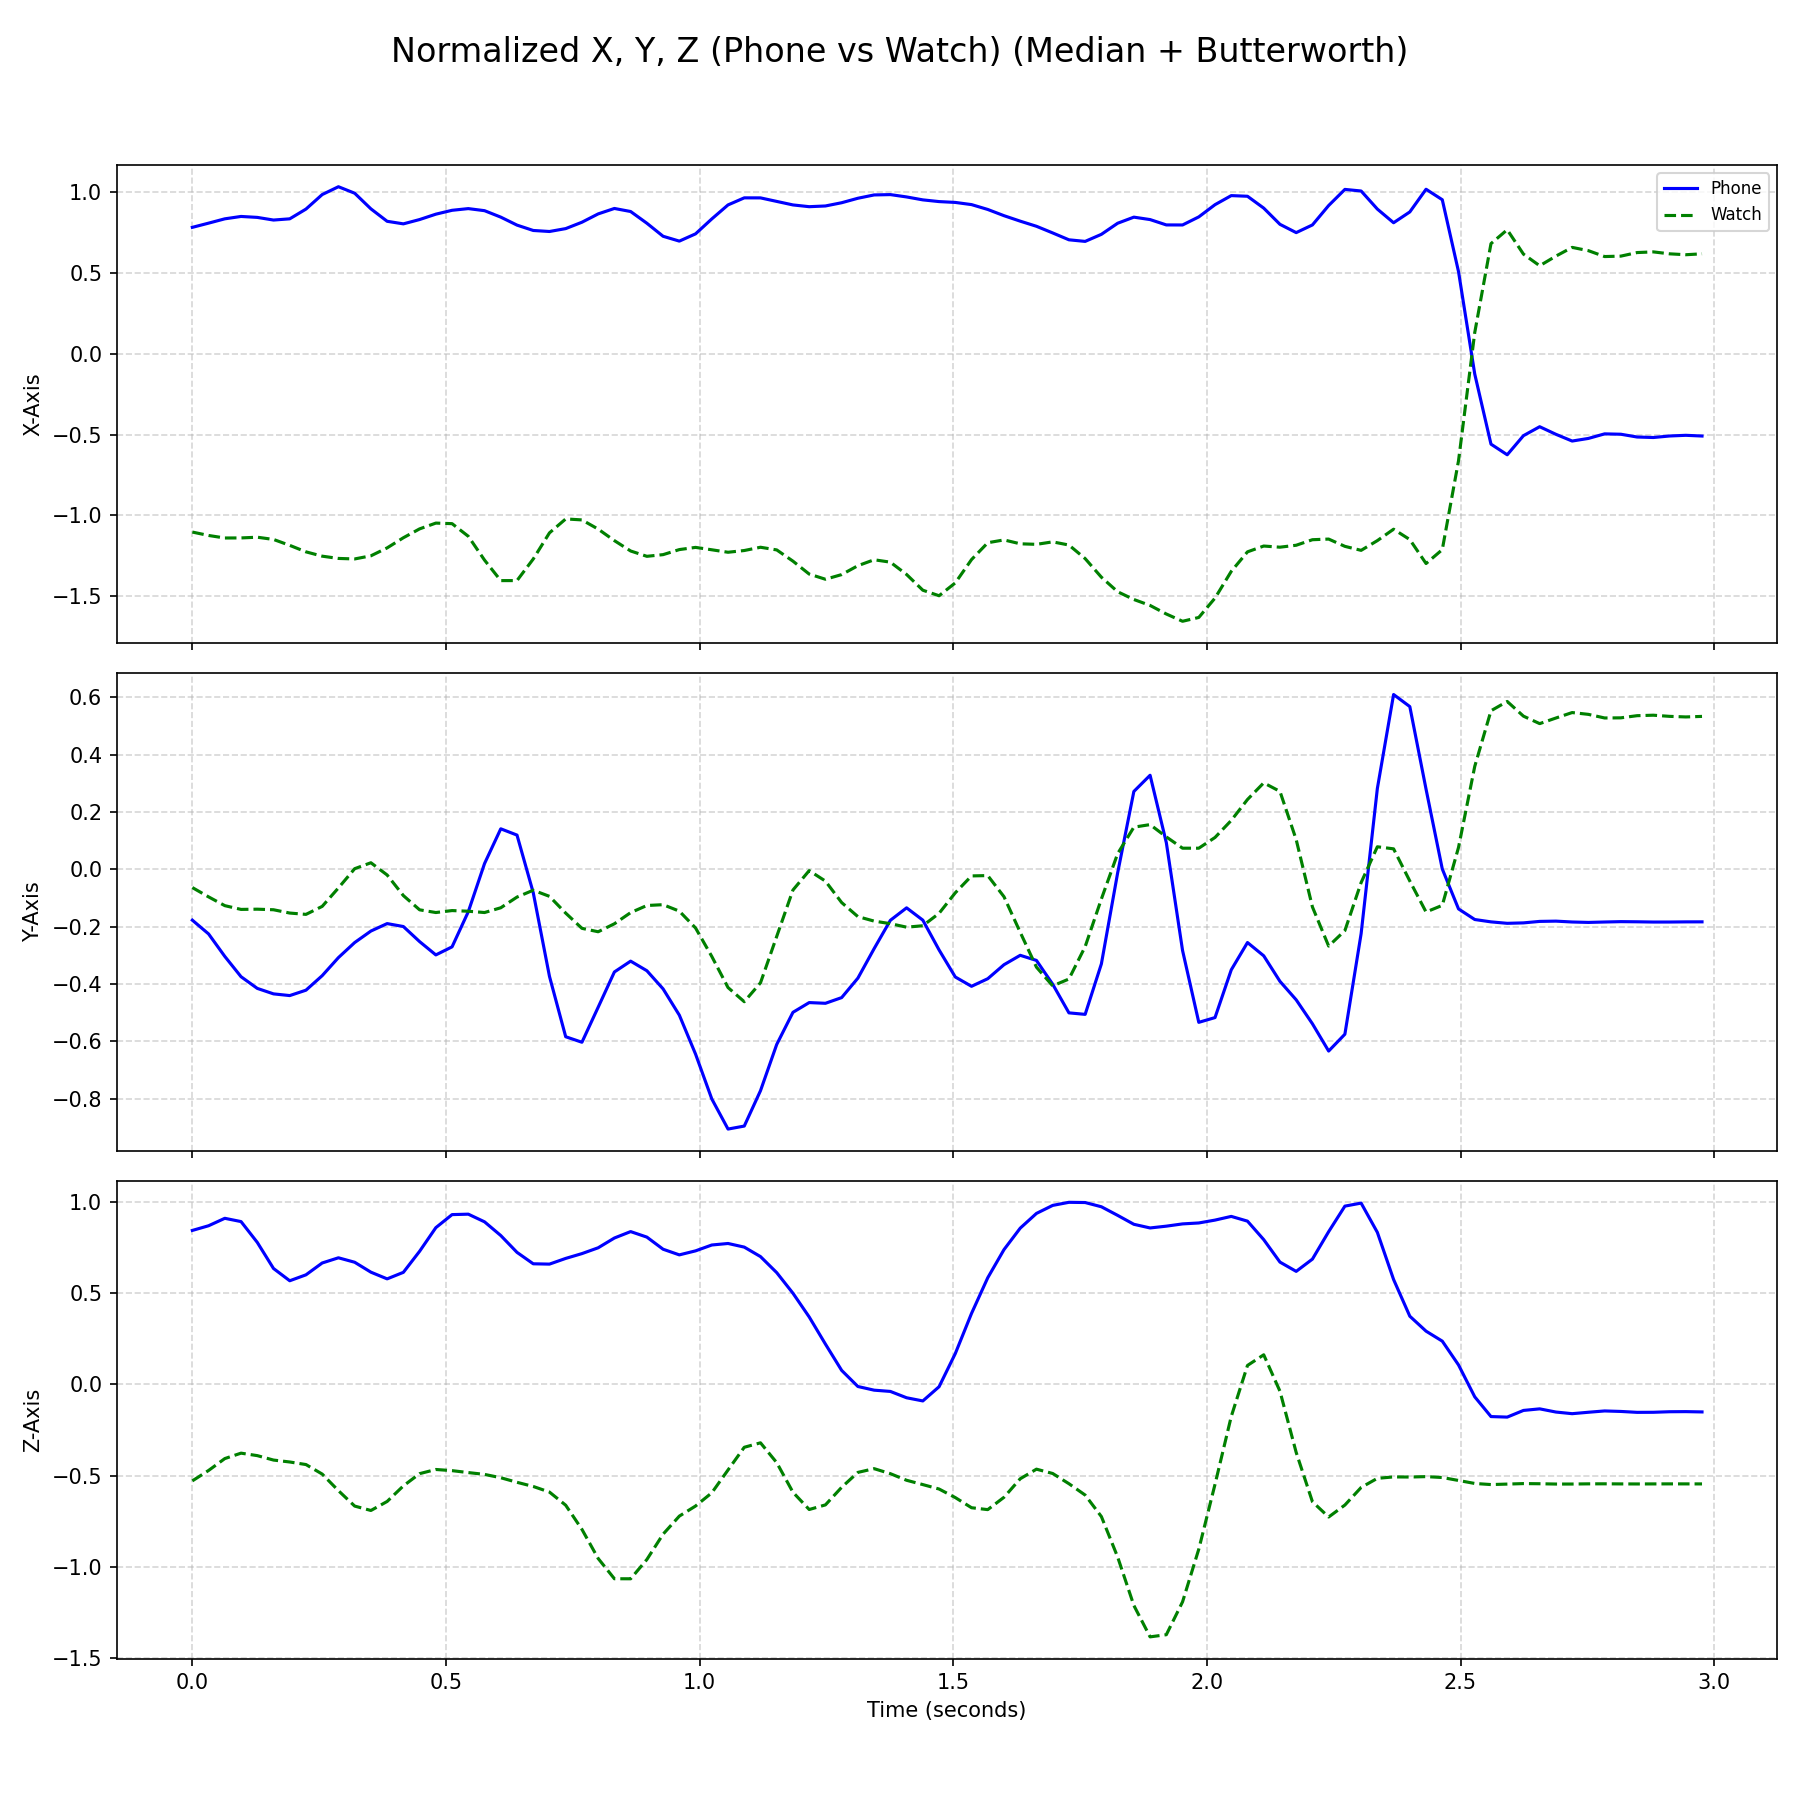 Normalized X, Y, Z (Phone vs Watch) (Median + Butterworth)
Phone
Watch
X-Axis
1.0
0.5
0.0
−0.5
−1.0
−1.5
Y-Axis
0.6
0.4
0.2
0.0
−0.2
−0.4
−0.6
−0.8
Z-Axis
1.0
0.5
0.0
−0.5
−1.0
−1.5
0.0 0.5 1.0 1.5 2.0 2.5 3.0
Time (seconds)